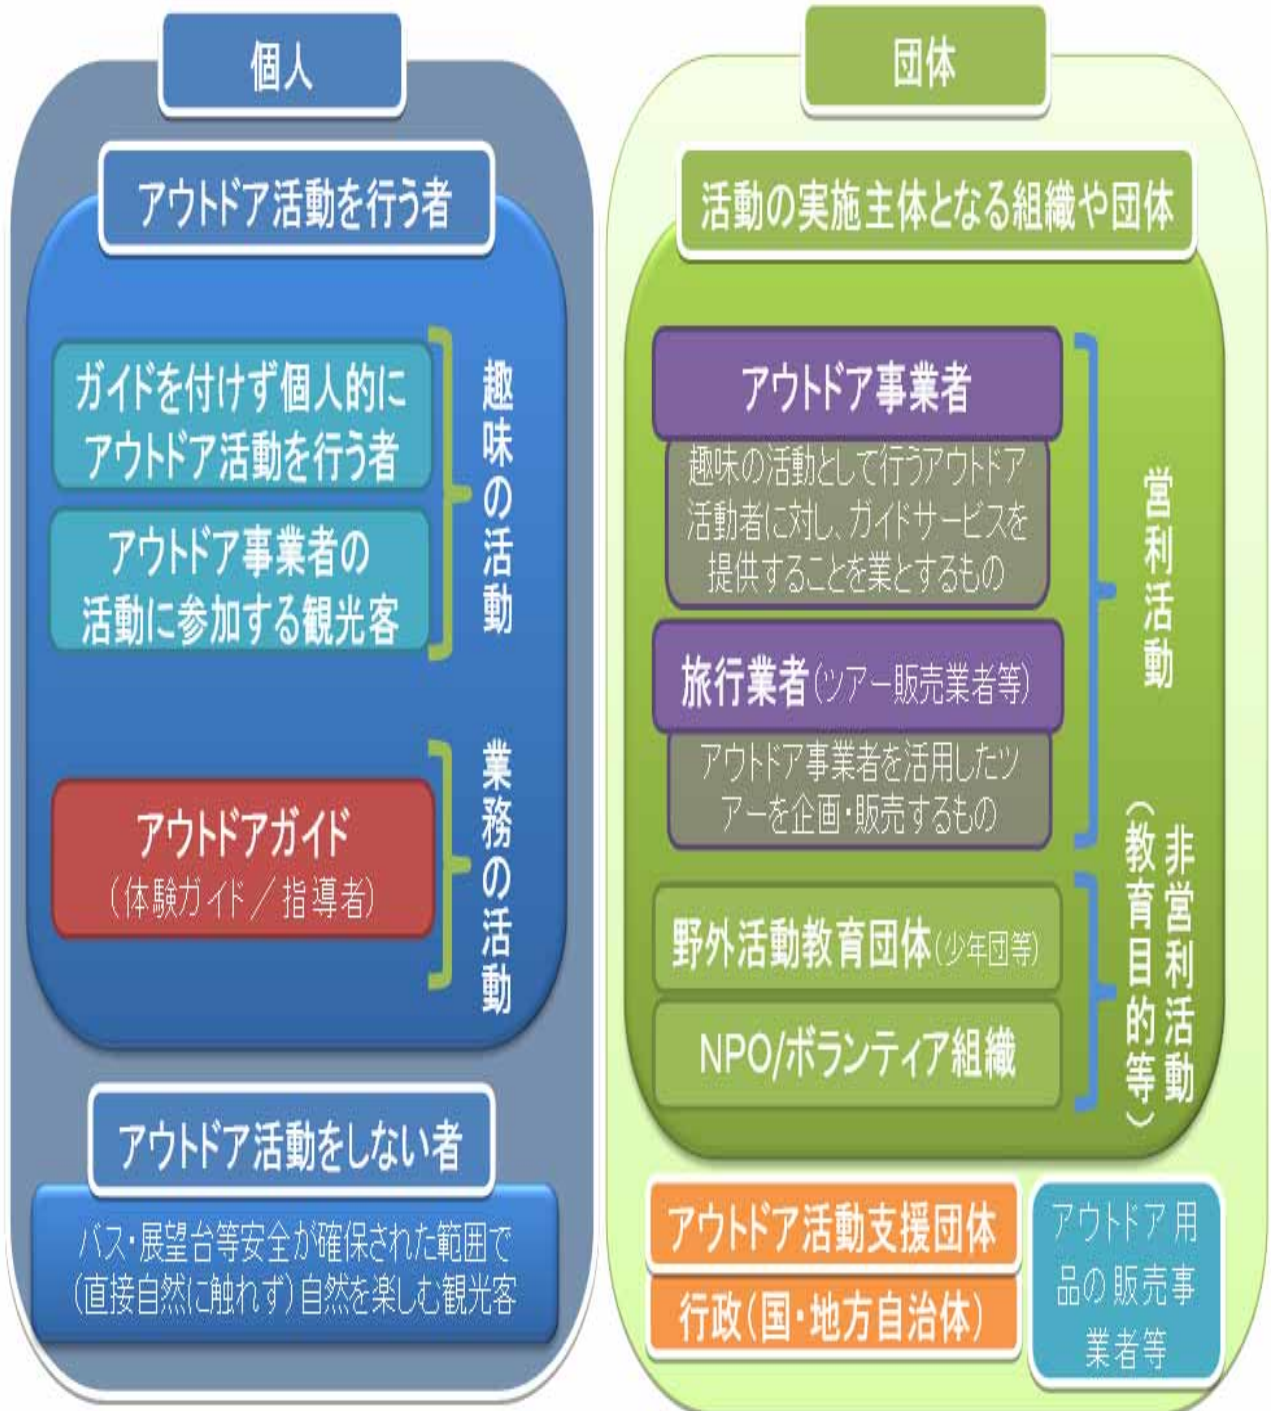 個人
アウトドア活動を行う者
ガイドを付けず個人的に
アウトドア活動を行う者
アウトドア事業者の
活動に参加する観光客
趣味の活動
アウトドアガイド
（体験ガイド／指導者）
業務の活動
アウトドア活動をしない者
バス・展望台等安全が確保された範囲で
（直接自然に触れず）自然を楽しむ観光客
団体
活動の実施主体となる組織や団体
アウトドア事業者
趣味の活動として行うアウトドア
活動者に対し、ガイドサービスを
提供することを業とするもの
旅行業者（ツアー販売業者等）
アウトドア事業者を活用したツ
アーを企画・販売するもの
営利活動
野外活動教育団体（少年団等）
NPO/ボランティア組織
非営利活動
（教育目的等）
アウトドア活動支援団体
行政（国・地方自治体）
アウトドア用
品の販売事
業者等